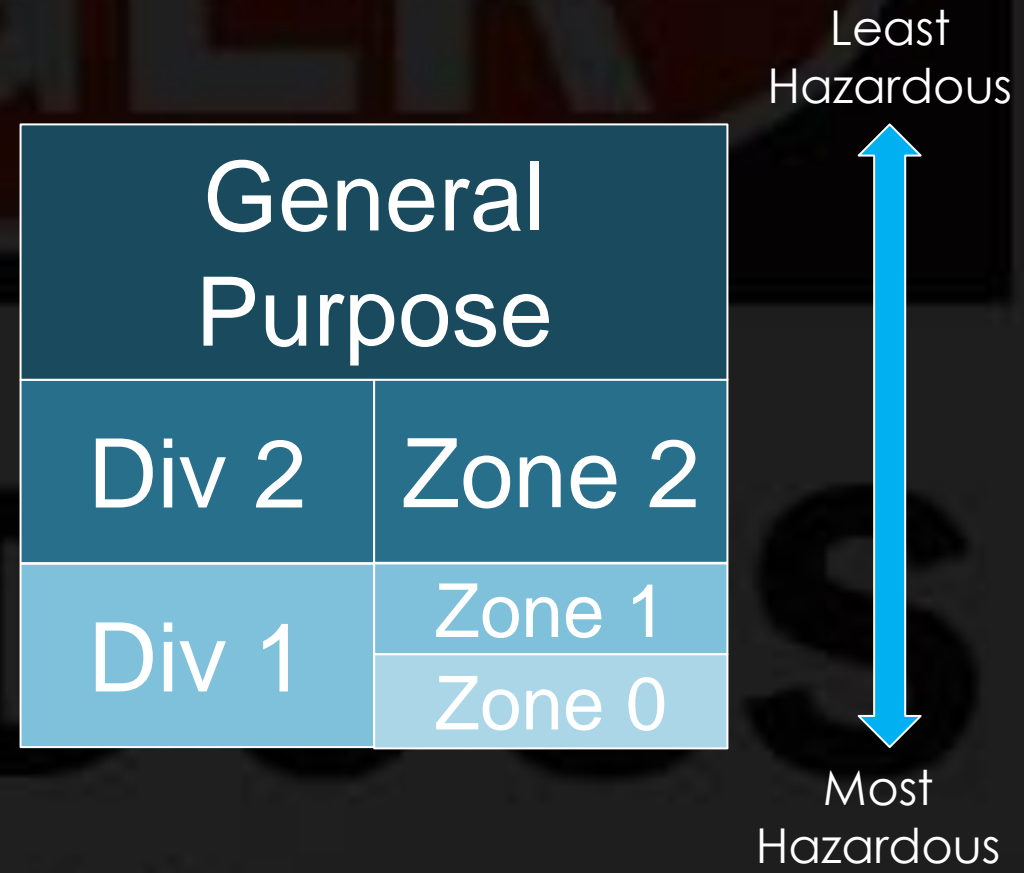 Least
Hazardous
General
Purpose
Div 2
Zone 2
Div 1
Zone 1
Zone 0
Most
Hazardous